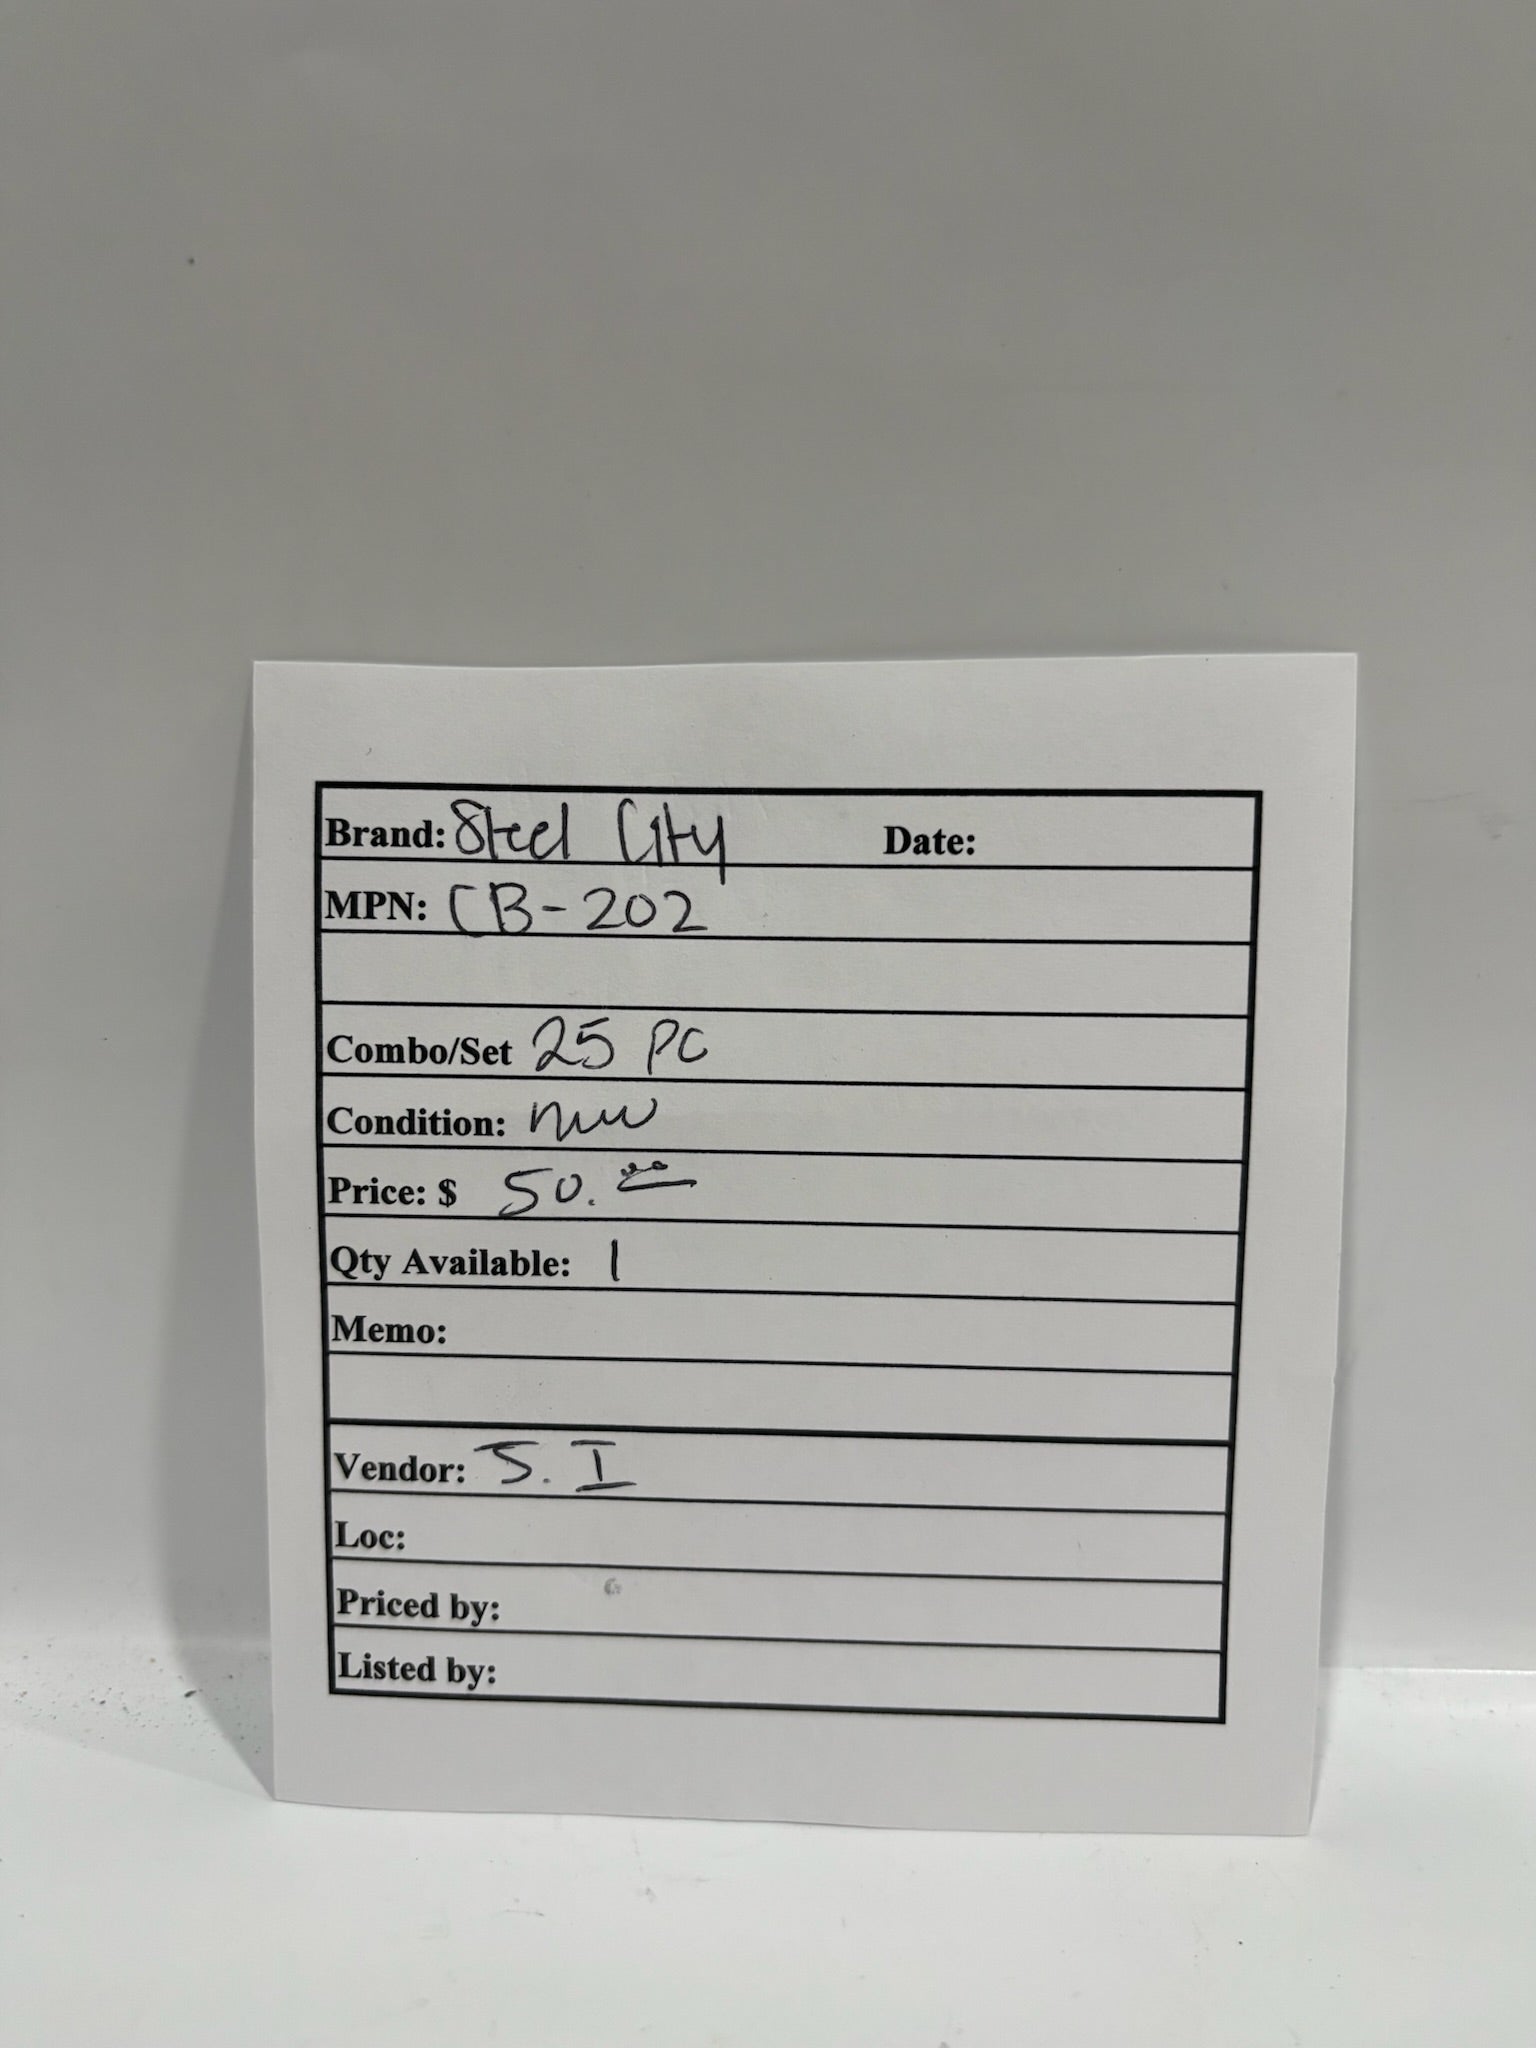 Brand: Steel City Date:
MPN: CB-202
Combo/Set 25 PC
Condition: new
Price: $ 50.00
Qty Available: 1
Memo:
Vendor: S. I
Loc:
Priced by:
Listed by: